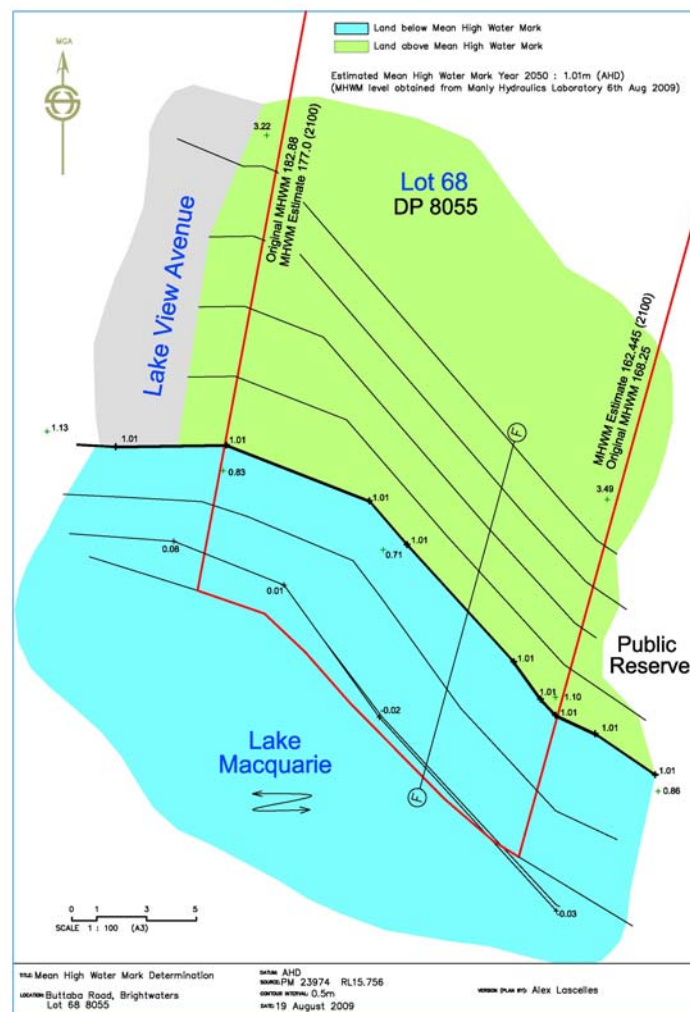 Land below Mean High Water Mark
Land above Mean High Water Mark
Estimated Mean High Water Mark Year 2050 : 1.01m (AHD)
(MHWM level obtained from Manly Hydraulics Laboratory 6th Aug 2009)
MGA
3.22
Original MHWM 182.88
MHWM Estimate 177.0 (2100)
Lot 68
DP 8055
Lake View Avenue
MHWM Estimate 162.445 (2100)
Original MHWM 168.25
1.13
1.01
1.01
0.83
F
3.49
1.01
1.01
0.71
0.08
0.01
Public
Reserve
1.01
1.01
1.10
1.01
1.01
-0.02
Lake
Macquarie
F
1.01
0.86
-0.03
0 1 3 5
SCALE 1 : 100 (A3)
TITLE: Mean High Water Mark Determination
LOCATION: Buttaba Road, Brightwaters
Lot 68 8055
DATUM: AHD
SOURCE: PM 23974 RL15.756
CONTOUR INTERVAL: 0.5m
DATE: 19 August 2009
VERSION (PLAN BY): Alex Lascelles